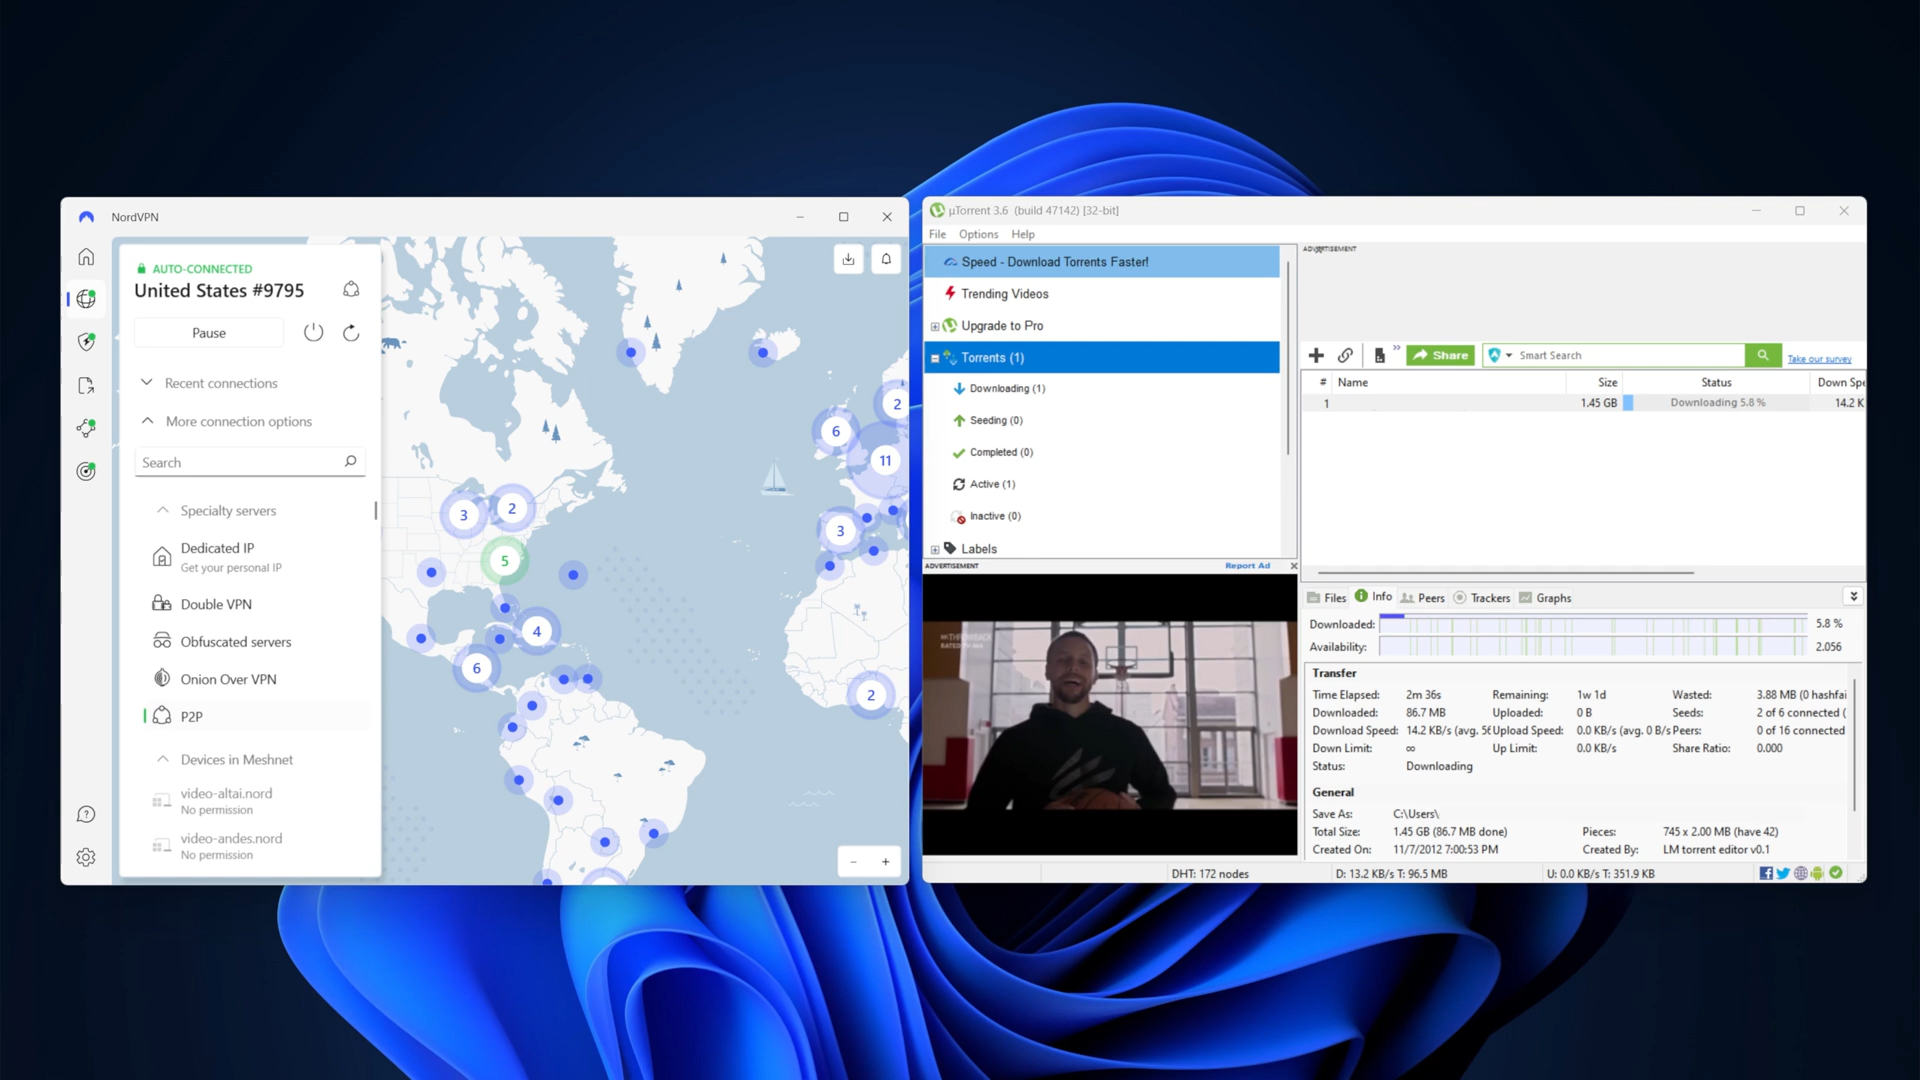 NordVPN
AUTO-CONNECTED
United States #9795
Pause
Recent connections
More connection options
Search
Specialty servers
Dedicated IP
Get your personal IP
Double VPN
Obfuscated servers
Onion Over VPN
P2P
Devices in Meshnet
video-altai.nord
No permission
video-andes.nord
No permission
2
6
11
3
2
3
5
4
6
2
− +
µTorrent 3.6 (build 47142) [32-bit]
File Options Help
Speed - Download Torrents Faster!
Trending Videos
Upgrade to Pro
Torrents (1)
Downloading (1)
Seeding (0)
Completed (0)
Active (1)
Inactive (0)
Labels
ADVERTISEMENT Report Ad
ADVERTISEMENT
Share Smart Search Take our survey
# Name Size Status Down Spe
1 1.45 GB Downloading 5.8 % 14.2 K
Files Info Peers Trackers Graphs
Downloaded: 5.8 %
Availability: 2.056
Transfer
Time Elapsed: 2m 36s Remaining: 1w 1d Wasted: 3.88 MB (0 hashfai
Downloaded: 86.7 MB Uploaded: 0 B Seeds: 2 of 6 connected (
Download Speed: 14.2 KB/s (avg. 56 Upload Speed: 0.0 KB/s (avg. 0 B/s Peers: 0 of 16 connected
Down Limit: ∞ Up Limit: 0.0 KB/s Share Ratio: 0.000
Status: Downloading
General
Save As: C:\Users\
Total Size: 1.45 GB (86.7 MB done) Pieces: 745 x 2.00 MB (have 42)
Created On: 11/7/2012 7:00:53 PM Created By: LM torrent editor v0.1
DHT: 172 nodes D: 13.2 KB/s T: 96.5 MB U: 0.0 KB/s T: 351.9 KB